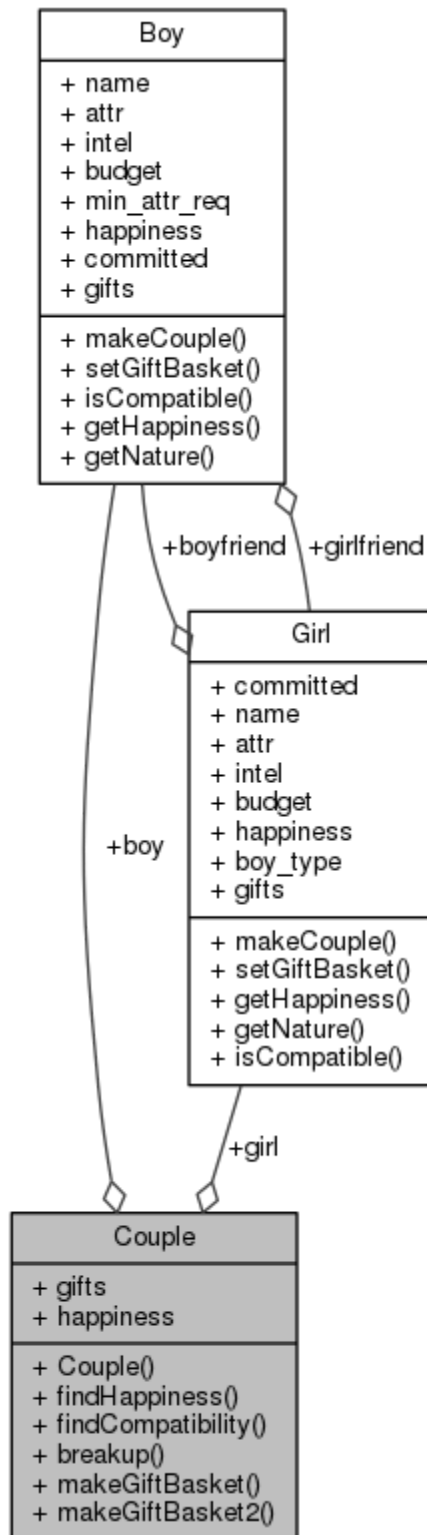 Boy
+ name
+ attr
+ intel
+ budget
+ min_attr_req
+ happiness
+ committed
+ gifts
+ makeCouple()
+ setGiftBasket()
+ isCompatible()
+ getHappiness()
+ getNature()
+boyfriend
+girlfriend
Girl
+ committed
+ name
+ attr
+ intel
+ budget
+ happiness
+ boy_type
+ gifts
+ makeCouple()
+ setGiftBasket()
+ getHappiness()
+ getNature()
+ isCompatible()
+boy
+girl
Couple
+ gifts
+ happiness
+ Couple()
+ findHappiness()
+ findCompatibility()
+ breakup()
+ makeGiftBasket()
+ makeGiftBasket2()